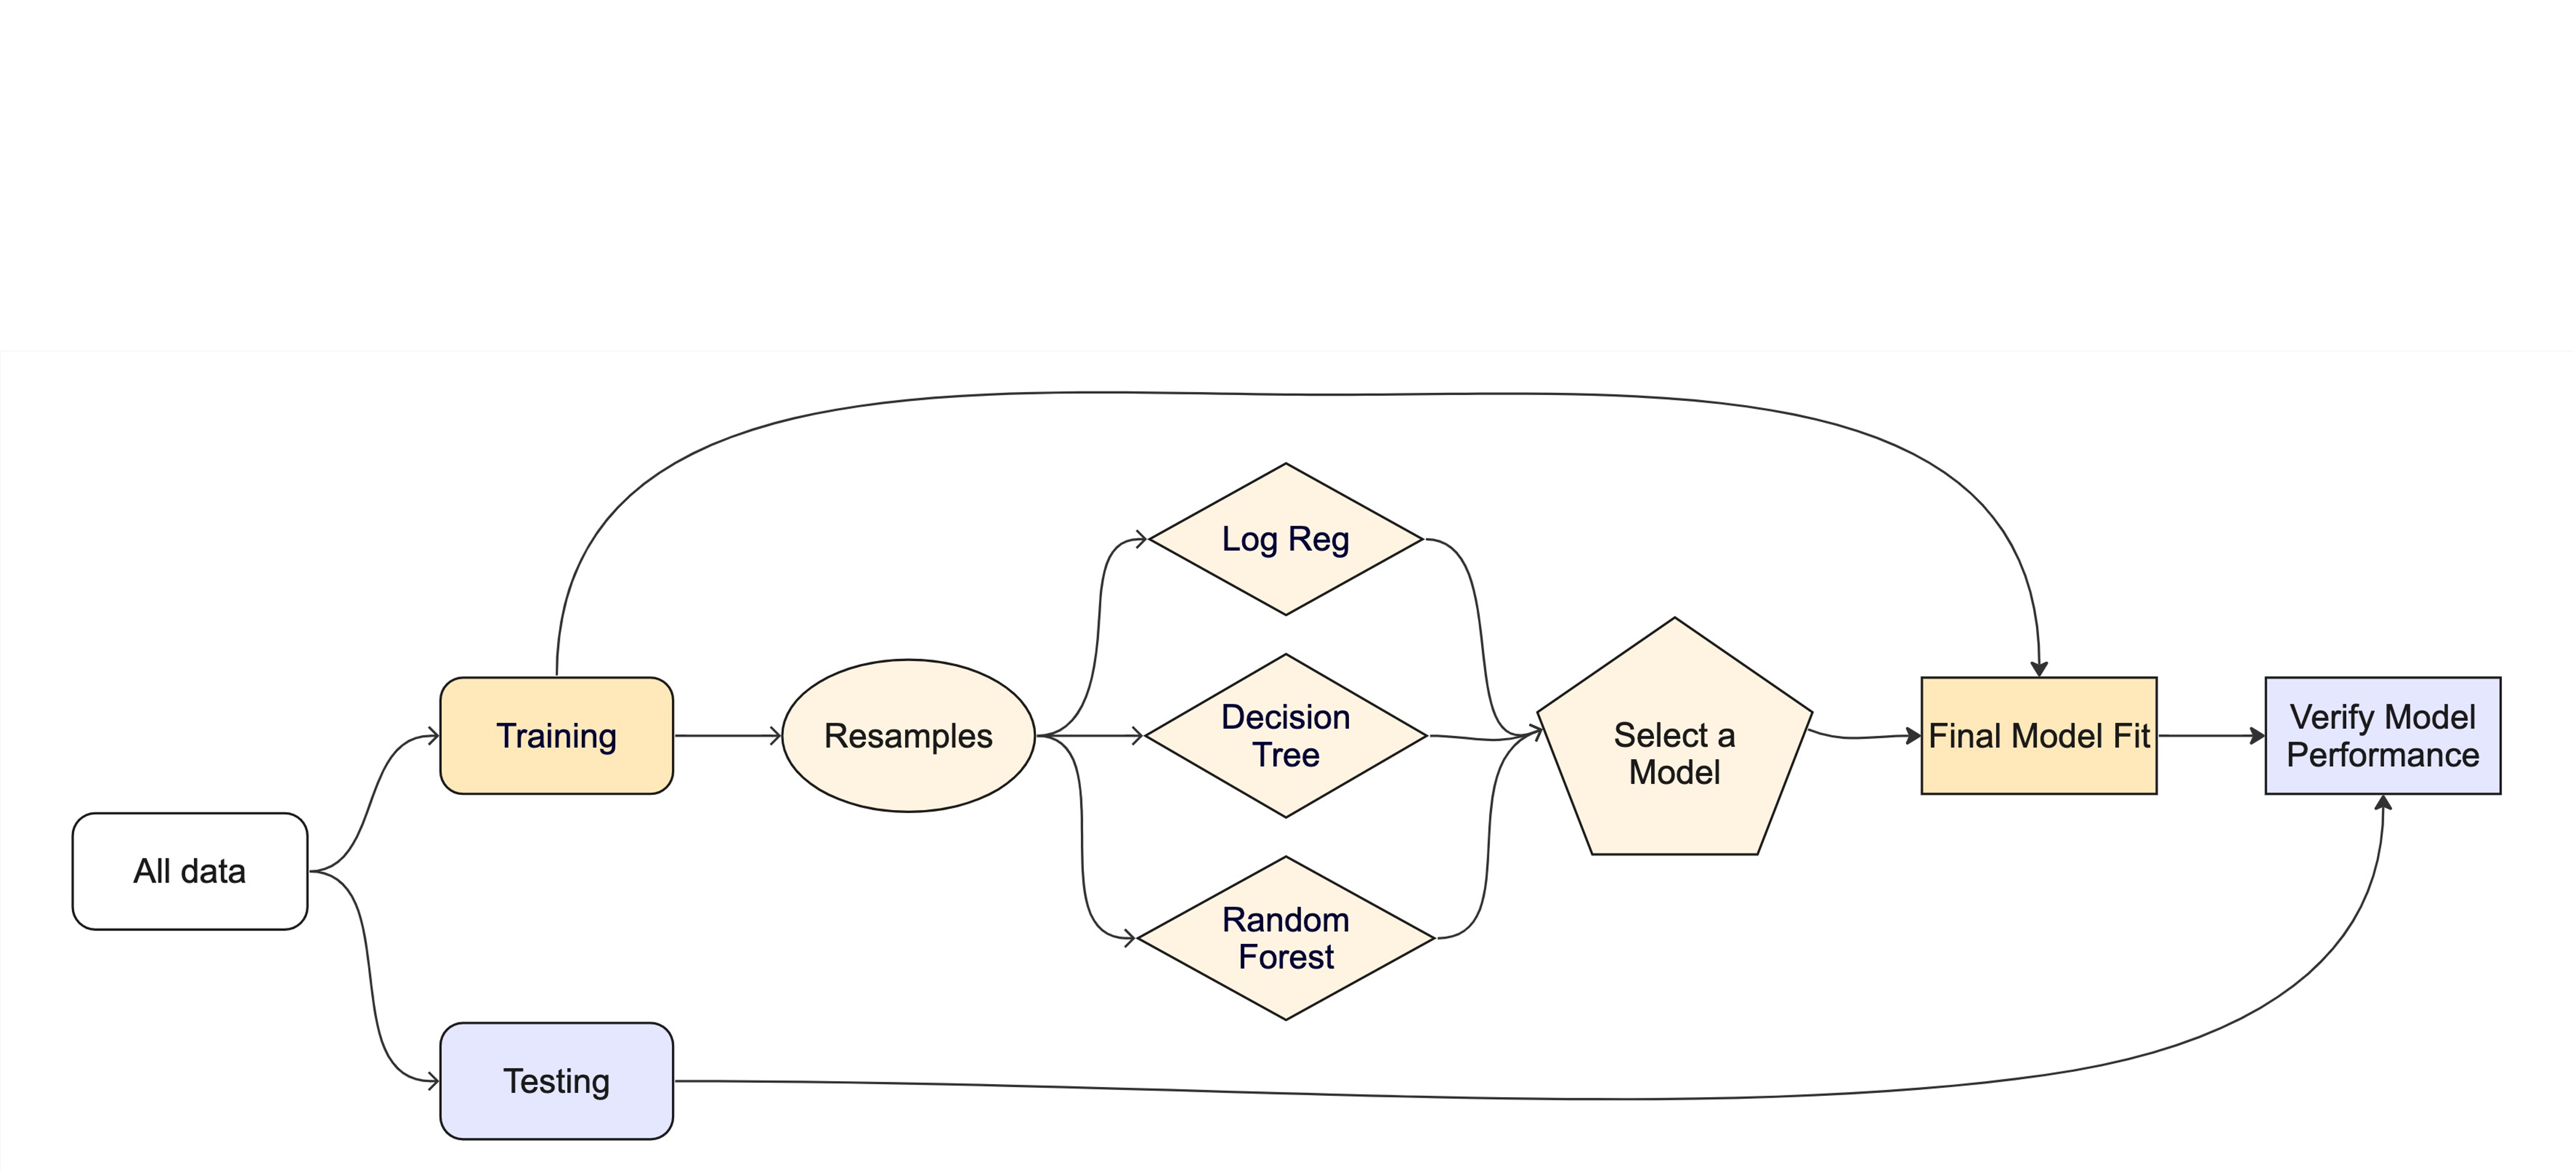 All data
Training
Testing
Resamples
Log Reg
Decision
Tree
Random
Forest
Select a
Model
Final Model Fit
Verify Model
Performance